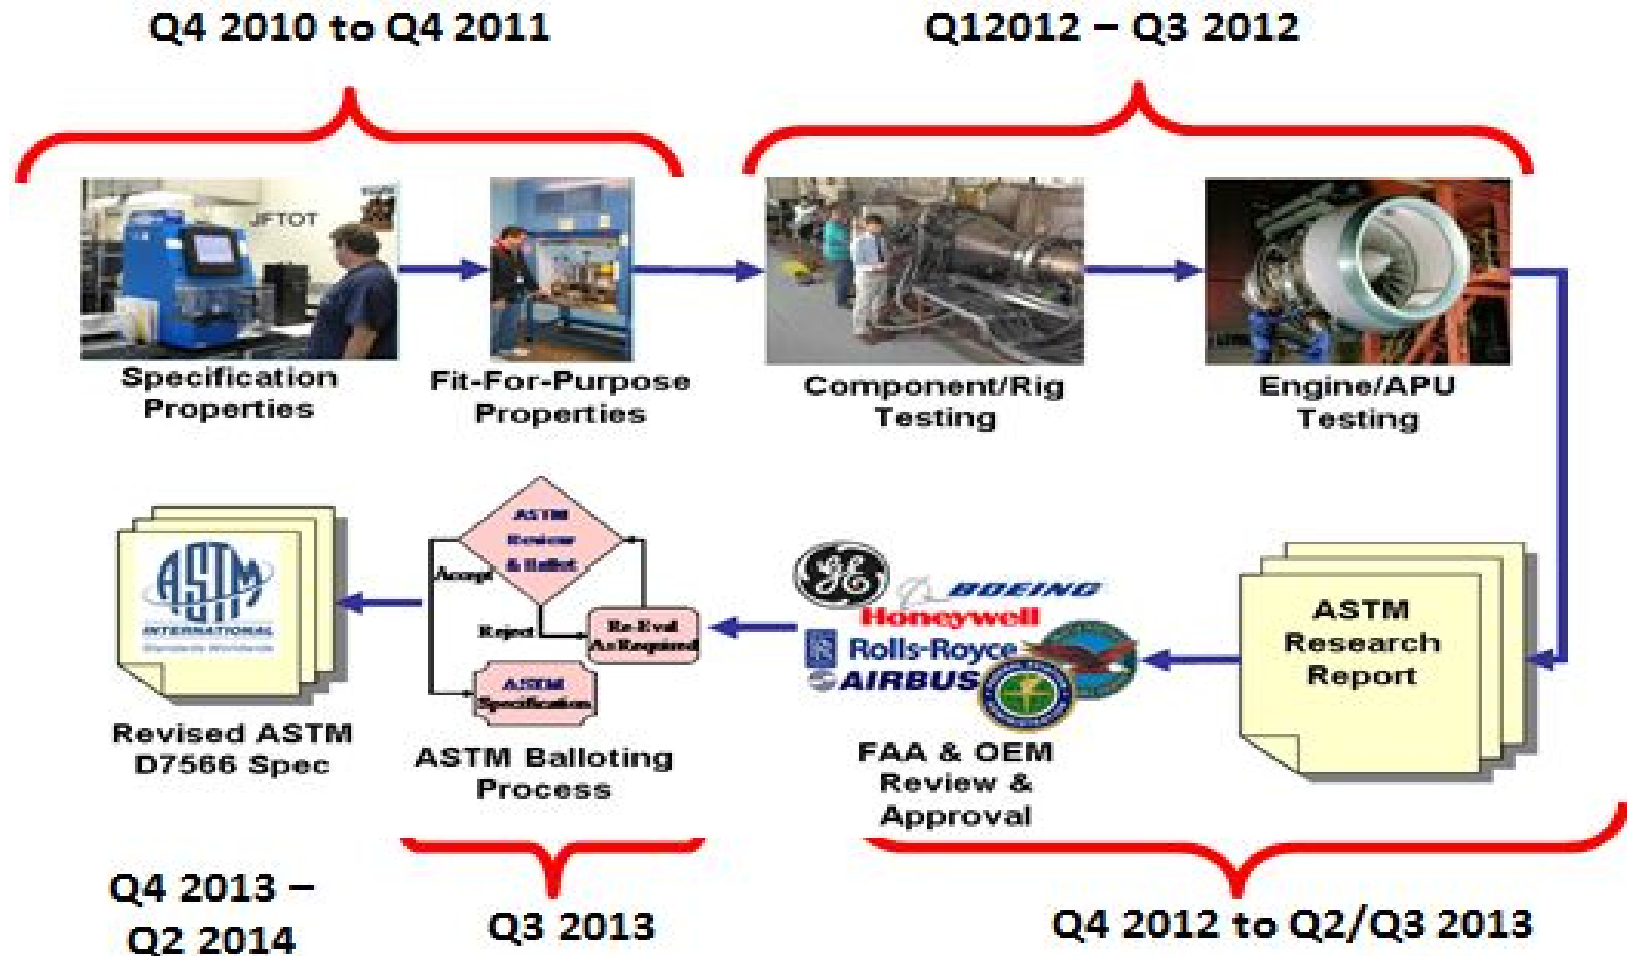 Q4 2010 to Q4 2011
Q12012 – Q3 2012
JFTOT
Specification
Properties
Fit-For-Purpose
Properties
Component/Rig
Testing
Engine/APU
Testing
ASTM
INTERNATIONAL
Standards Worldwide
Revised ASTM
D7566 Spec
ASTM
Review
& Ballot
Accept
Reject
Re-Eval
As Required
ASTM
Specification
ASTM Balloting
Process
GE
BOEING
Honeywell
Rolls-Royce
AIRBUS
FAA & OEM
Review &
Approval
ASTM
Research
Report
Q4 2013 –
Q2 2014
Q3 2013
Q4 2012 to Q2/Q3 2013